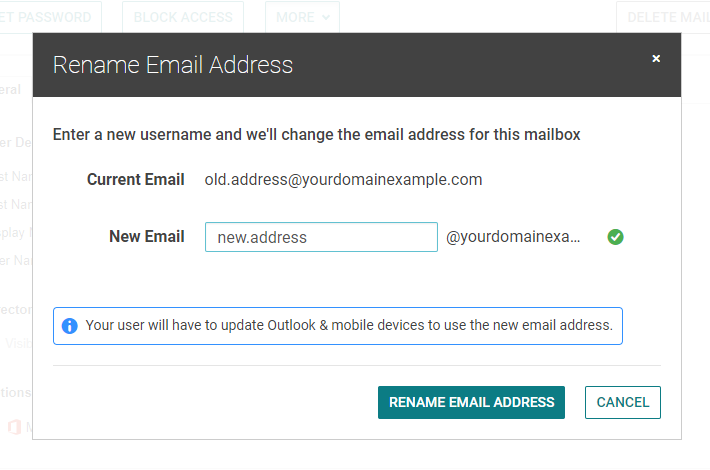 ET PASSWORD BLOCK ACCESS MORE DELETE MAIL
Rename Email Address
Enter a new username and we'll change the email address for this mailbox
Current Email old.address@yourdomainexample.com
New Email new.address @yourdomainexa...
Your user will have to update Outlook & mobile devices to use the new email address.
RENAME EMAIL ADDRESS CANCEL